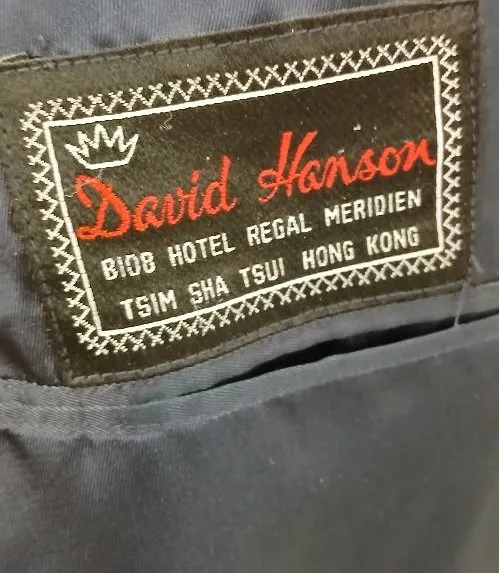 David Hanson
B108 HOTEL REGAL MERIDIEN
TSIM SHA TSUI HONG KONG